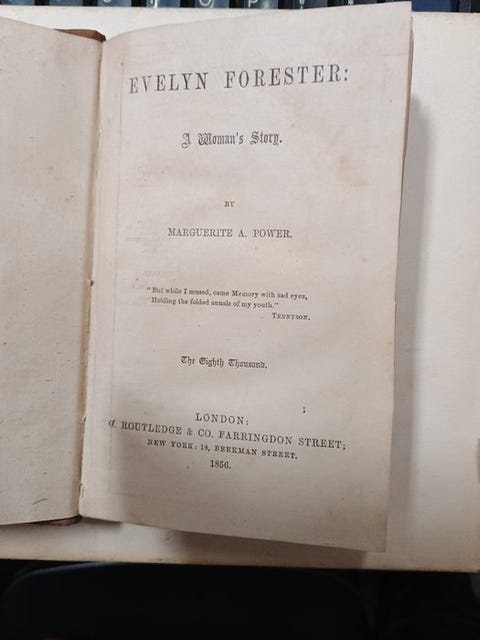 EVELYN FORESTER:
A Woman's Story.
BY
MARGUERITE A. POWER.
"But while I mused, came Memory with sad eyes,
Holding the folded annals of my youth."
TENNYSON.
The Eighth Thousand.
LONDON:
G. ROUTLEDGE & CO. FARRINGDON STREET;
NEW YORK: 18, BEEKMAN STREET.
1856.